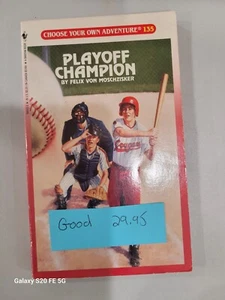 CHOOSE YOUR OWN ADVENTURE® 135
PLAYOFF
CHAMPION
BY FELIX VON MOSCHZISKER
Good 29.95
Galaxy S20 FE 5G